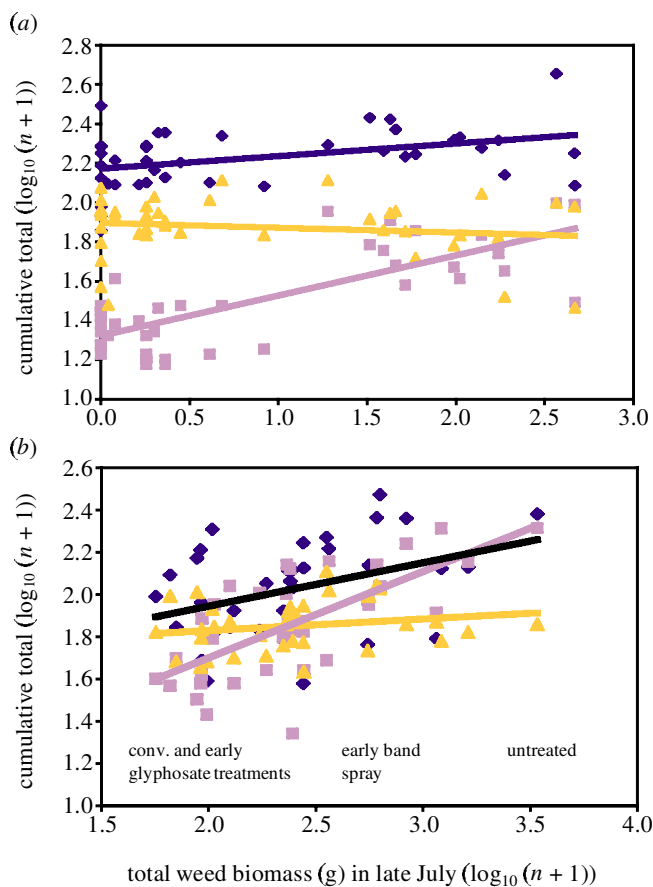 (a)
2.8
2.6
2.4
2.2
2.0
1.8
1.6
1.4
1.2
1.0
cumulative total (log10 (n + 1))
0.0 0.5 1.0 1.5 2.0 2.5 3.0
(b)
2.6
2.4
2.2
2.0
1.8
1.6
1.4
1.2
1.0
cumulative total (log10 (n + 1))
conv. and early
glyphosate treatments
early band
spray
untreated
1.5 2.0 2.5 3.0 3.5 4.0
total weed biomass (g) in late July (log10 (n + 1))